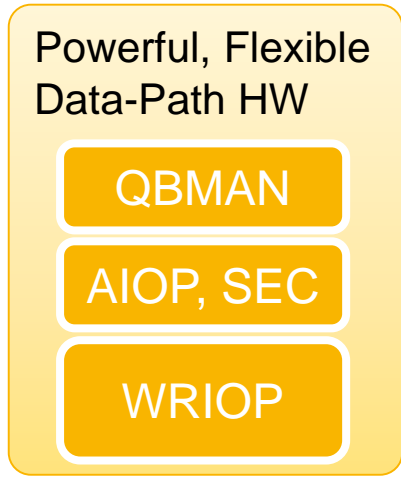 Powerful, Flexible
Data-Path HW
QBMAN
AIOP, SEC
WRIOP